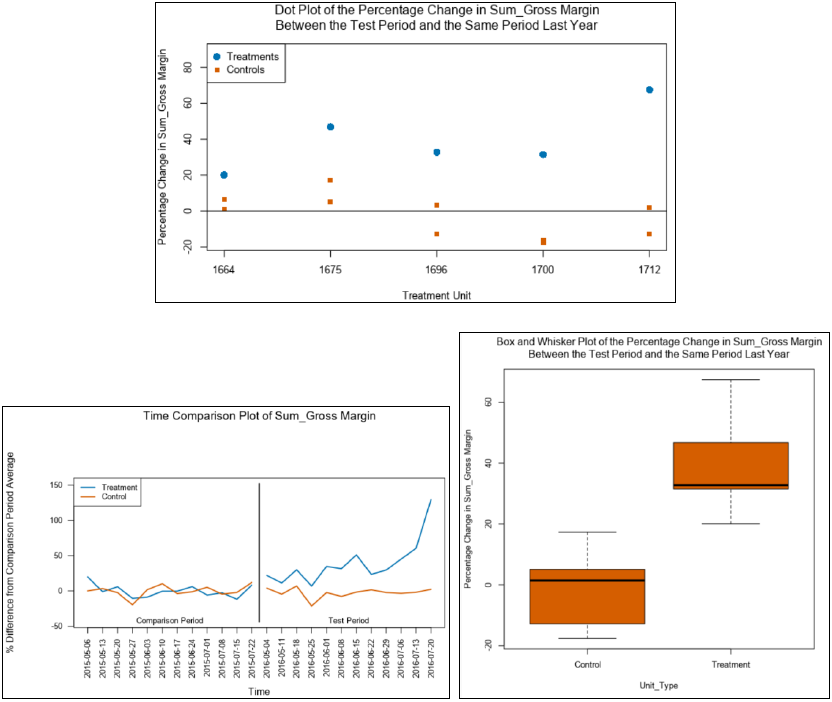 Dot Plot of the Percentage Change in Sum_Gross Margin
Between the Test Period and the Same Period Last Year
Percentage Change in Sum_Gross Margin
80
60
40
20
0
-20
Treatments
Controls
1664 1675 1696 1700 1712
Treatment Unit
Time Comparison Plot of Sum_Gross Margin
% Difference from Comparison Period Average
150
100
50
0
-50
Treatment
Control
Comparison Period
Test Period
2015-05-06
2015-05-13
2015-05-20
2015-05-27
2015-06-03
2015-06-10
2015-06-17
2015-06-24
2015-07-01
2015-07-08
2015-07-15
2015-07-22
2016-05-04
2016-05-11
2016-05-18
2016-05-25
2016-06-01
2016-06-08
2016-06-15
2016-06-22
2016-06-29
2016-07-06
2016-07-13
2016-07-20
Time
Box and Whisker Plot of the Percentage Change in Sum_Gross Margin
Between the Test Period and the Same Period Last Year
Percentage Change in Sum_Gross Margin
60
40
20
0
-20
Control Treatment
Unit_Type